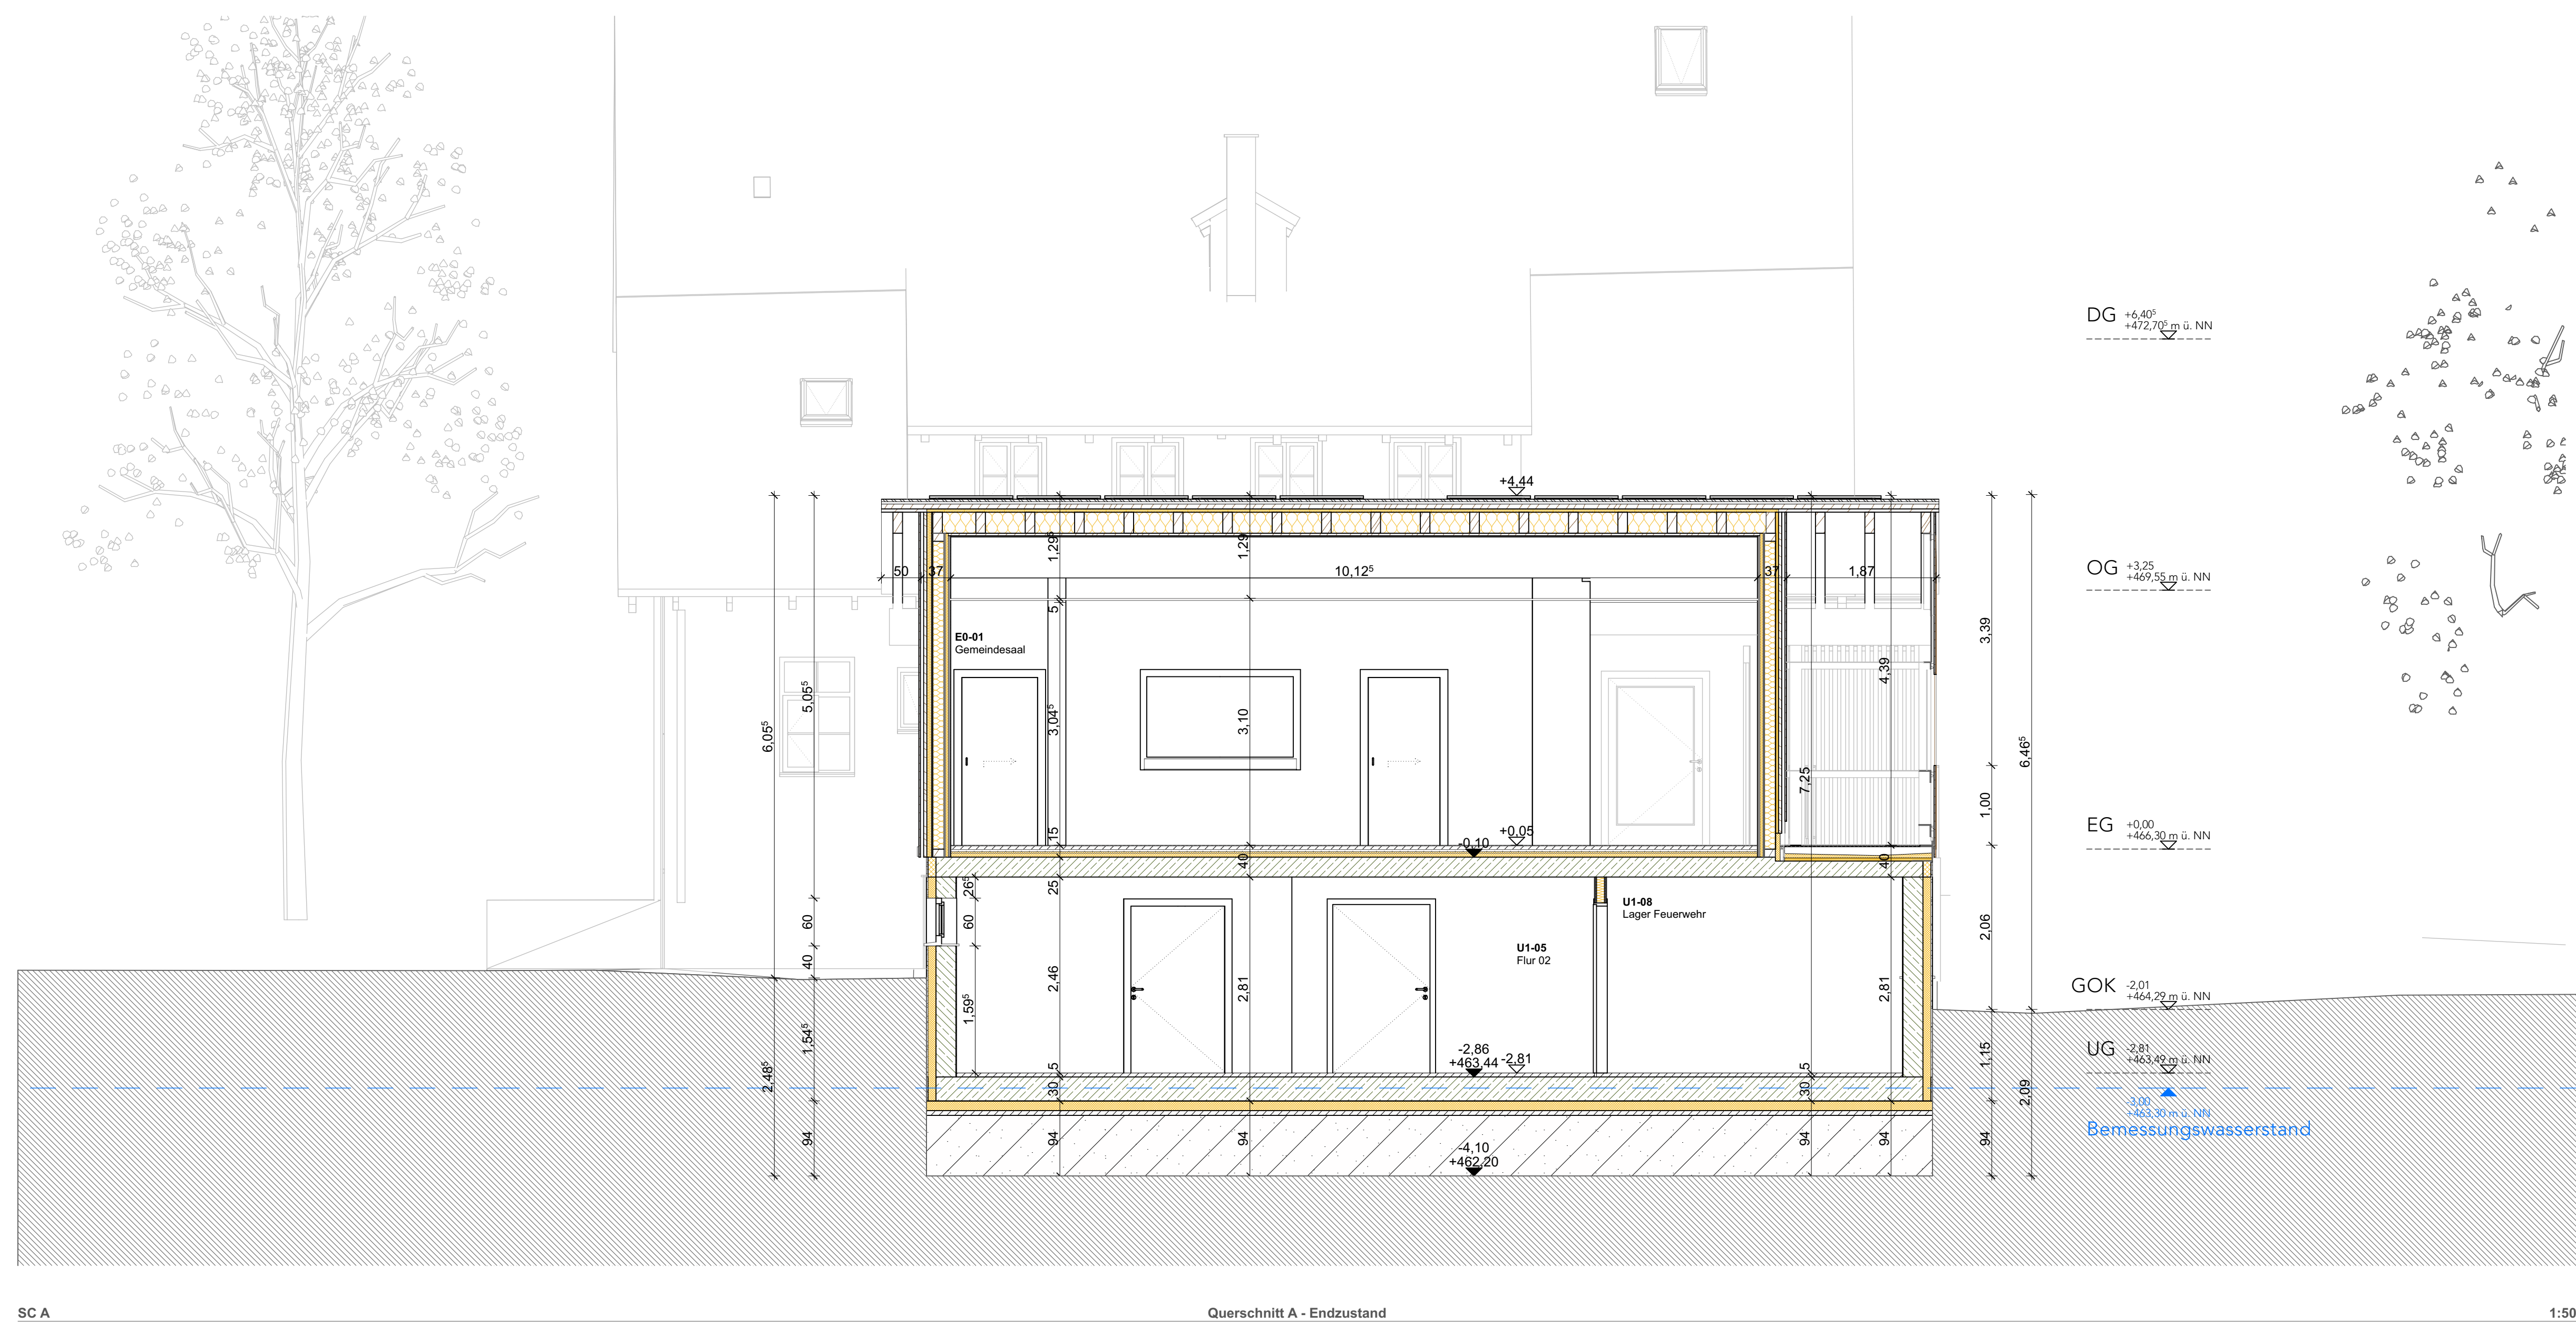 DG +6,40⁵
+472,70⁵ m ü. NN
+4,44
1,29⁵
1,29
50
37
10,12⁵
37
1,87
OG +3,25
+469,55 m ü. NN
5
E0-01
Gemeindesaal
3,39
4,39
5,05⁵
6,05⁵
3,04⁵
3,10
7,25
6,46⁵
1,00
15
-0,10
+0,05
EG +0,00
+466,30 m ü. NN
40
40
25
26⁵
60
60
U1-08
Lager Feuerwehr
2,06
U1-05
Flur 02
40
2,46
2,81
2,81
1,59⁵
GOK -2,01
+464,29 m ü. NN
1,54⁵
-2,86
+463,44
-2,81
1,15
UG -2,81
+463,49 m ü. NN
2,48⁵
5
30
5
30
2,09
-3,00
+463,30 m ü. NN
Bemessungswasserstand
94
94
94
-4,10
+462,20
94
94
94
SC A
Querschnitt A - Endzustand
1:50